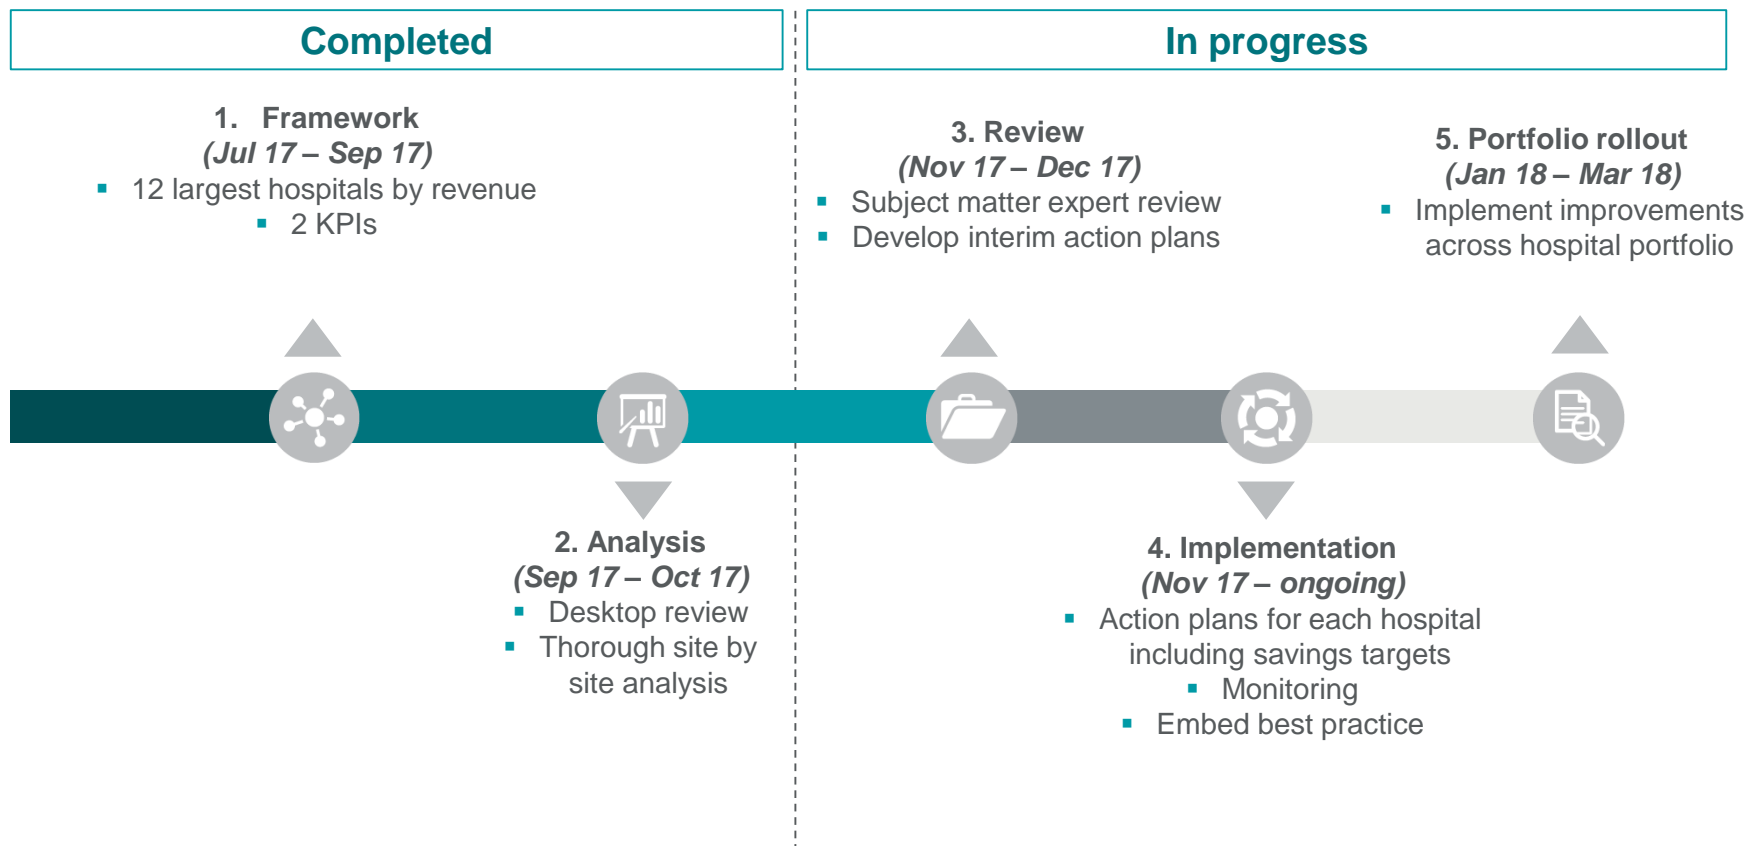 Completed
In progress
1. Framework
(Jul 17 – Sep 17)
▪ 12 largest hospitals by revenue
▪ 2 KPIs
3. Review
(Nov 17 – Dec 17)
▪ Subject matter expert review
▪ Develop interim action plans
5. Portfolio rollout
(Jan 18 – Mar 18)
▪ Implement improvements
across hospital portfolio
2. Analysis
(Sep 17 – Oct 17)
▪ Desktop review
▪ Thorough site by
site analysis
4. Implementation
(Nov 17 – ongoing)
▪ Action plans for each hospital
including savings targets
▪ Monitoring
▪ Embed best practice